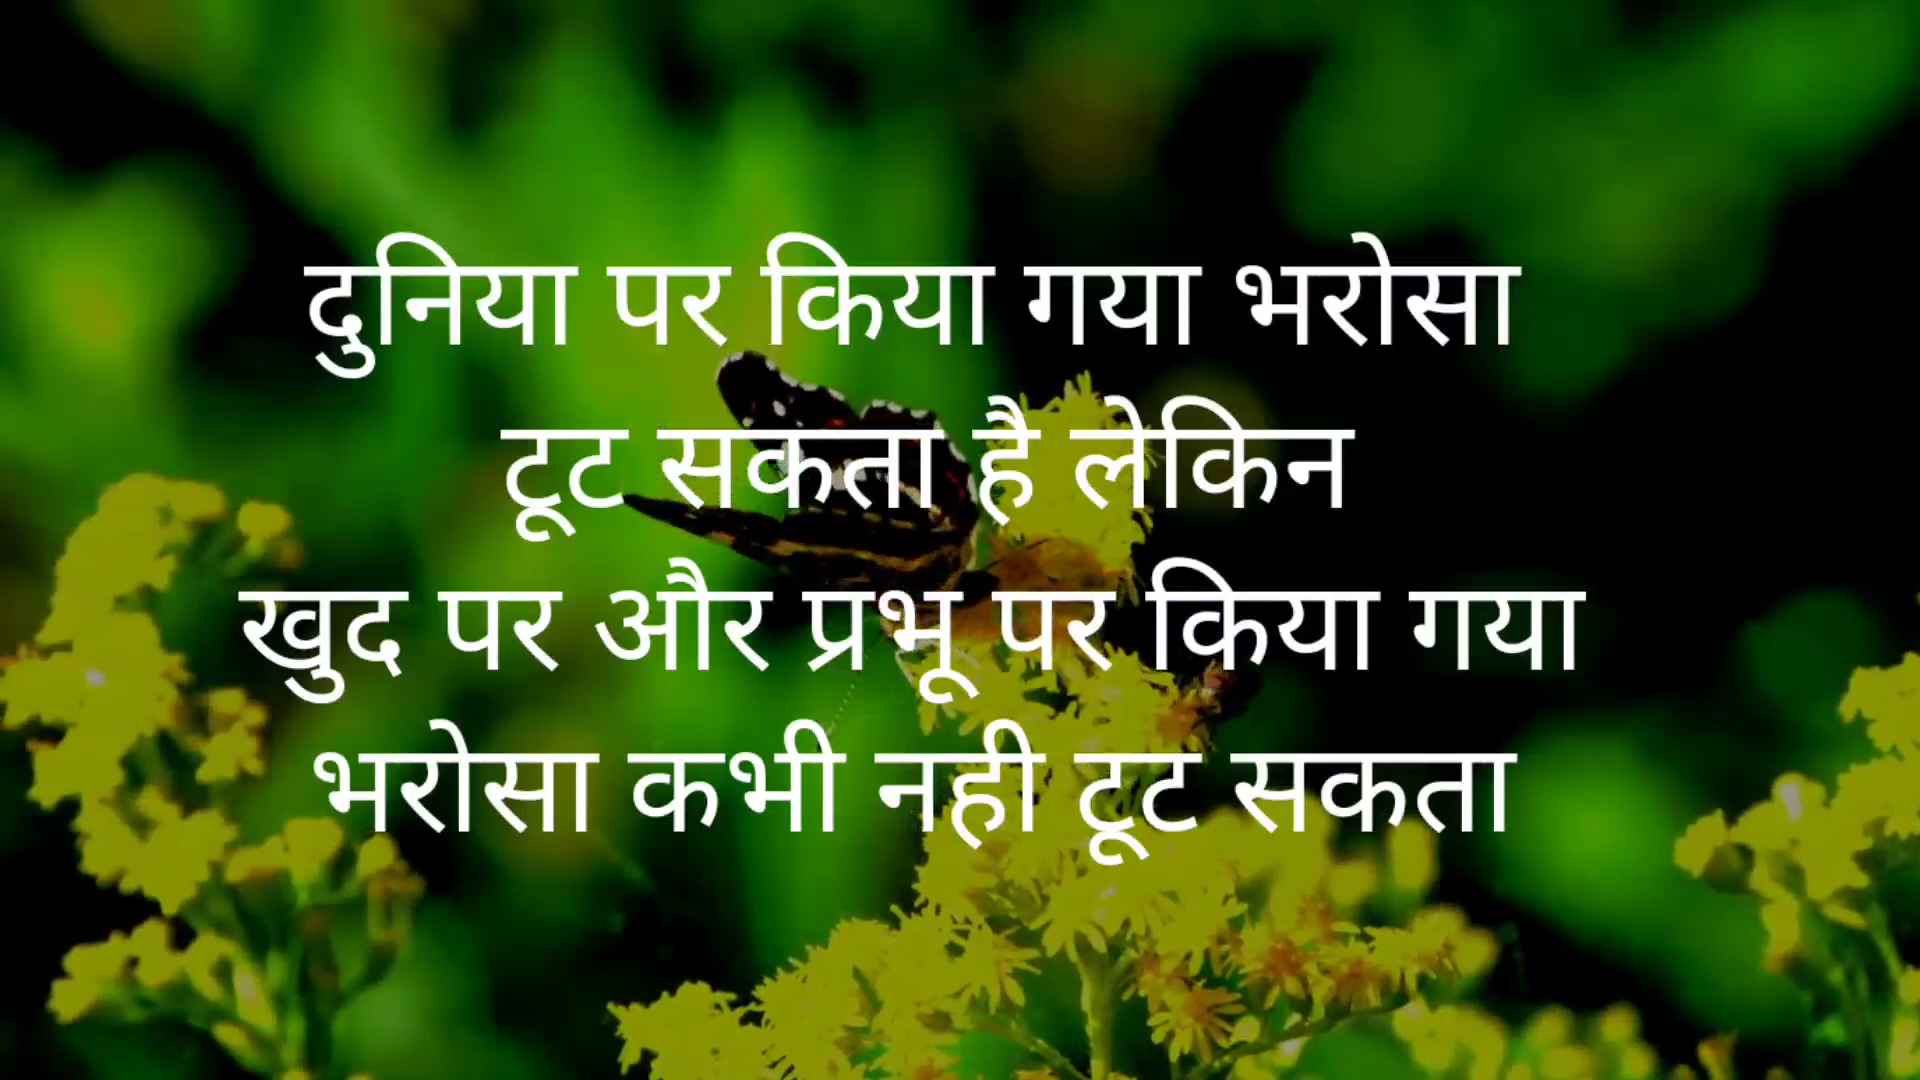 दुनिया पर किया गया भरोसा
टूट सकता है लेकिन
खुद पर और प्रभू पर किया गया
भरोसा कभी नही टूट सकता